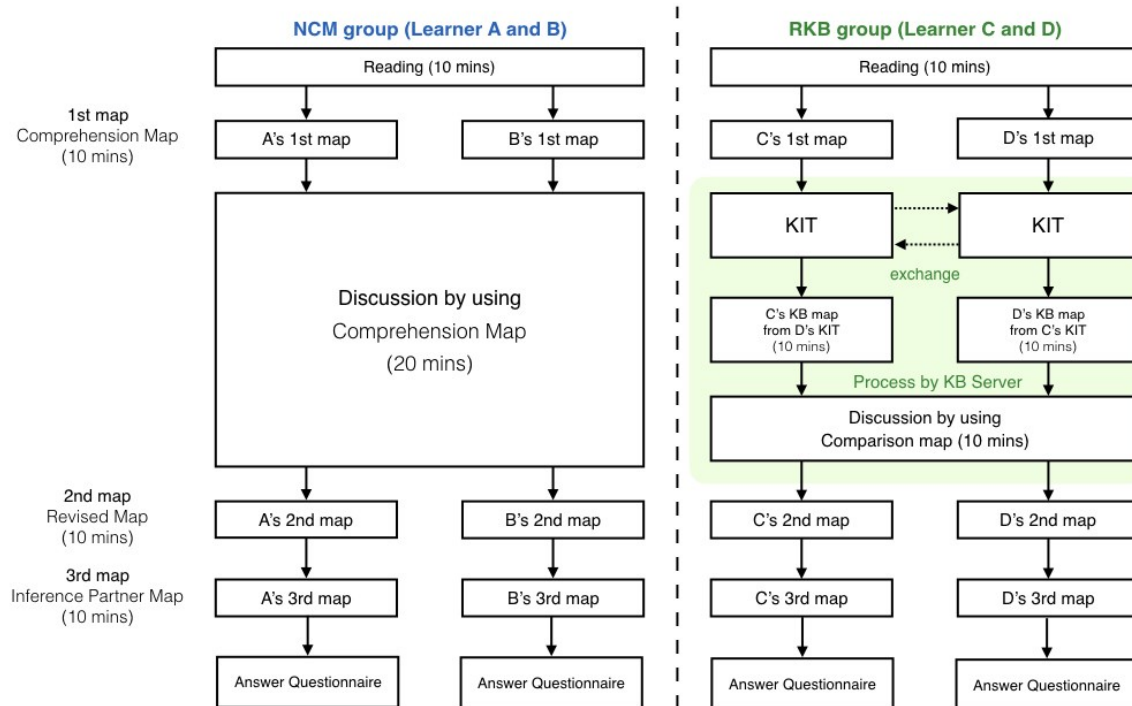 NCM group (Learner A and B)
RKB group (Learner C and D)
Reading (10 mins)
Reading (10 mins)
1st map
Comprehension Map
(10 mins)
A's 1st map
B's 1st map
C's 1st map
D's 1st map
Discussion by using
Comprehension Map
(20 mins)
KIT
KIT
exchange
C's KB map
from D's KIT
(10 mins)
D's KB map
from C's KIT
(10 mins)
Process by KB Server
Discussion by using
Comparison map (10 mins)
2nd map
Revised Map
(10 mins)
A's 2nd map
B's 2nd map
C's 2nd map
D's 2nd map
3rd map
Inference Partner Map
(10 mins)
A's 3rd map
B's 3rd map
C's 3rd map
D's 3rd map
Answer Questionnaire
Answer Questionnaire
Answer Questionnaire
Answer Questionnaire